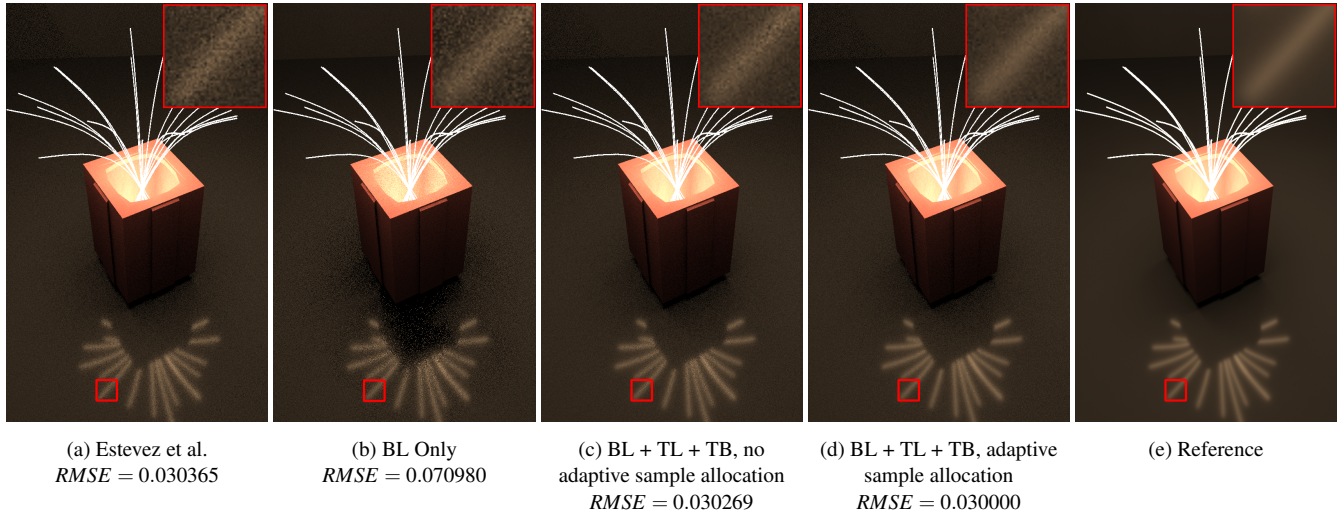 (a) Estevez et al.
RMSE = 0.030365
(b) BL Only
RMSE = 0.070980
(c) BL + TL + TB, no
adaptive sample allocation
RMSE = 0.030269
(d) BL + TL + TB, adaptive
sample allocation
RMSE = 0.030000
(e) Reference